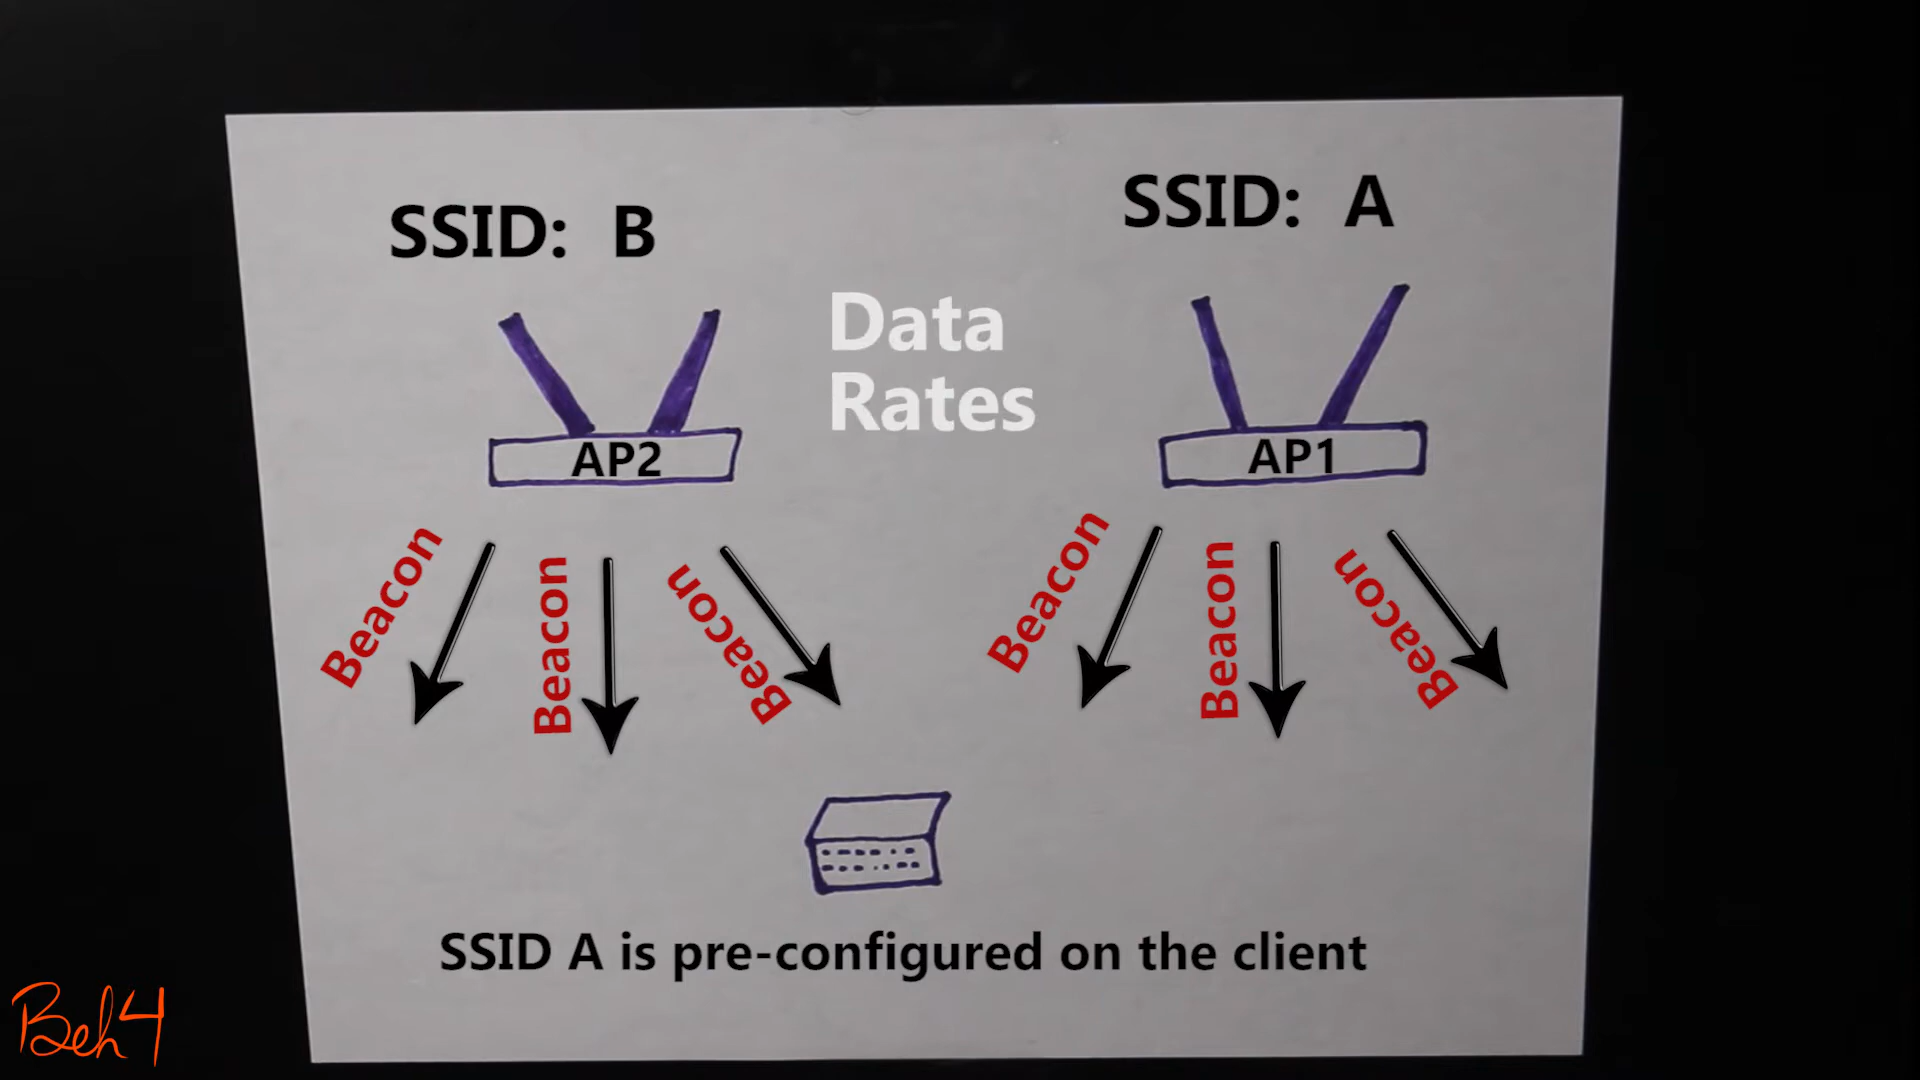 SSID: B
SSID: A
Data
Rates
AP2
AP1
Beacon
Beacon
Beacon
Beacon
Beacon
Beacon
SSID A is pre-configured on the client
Beh4